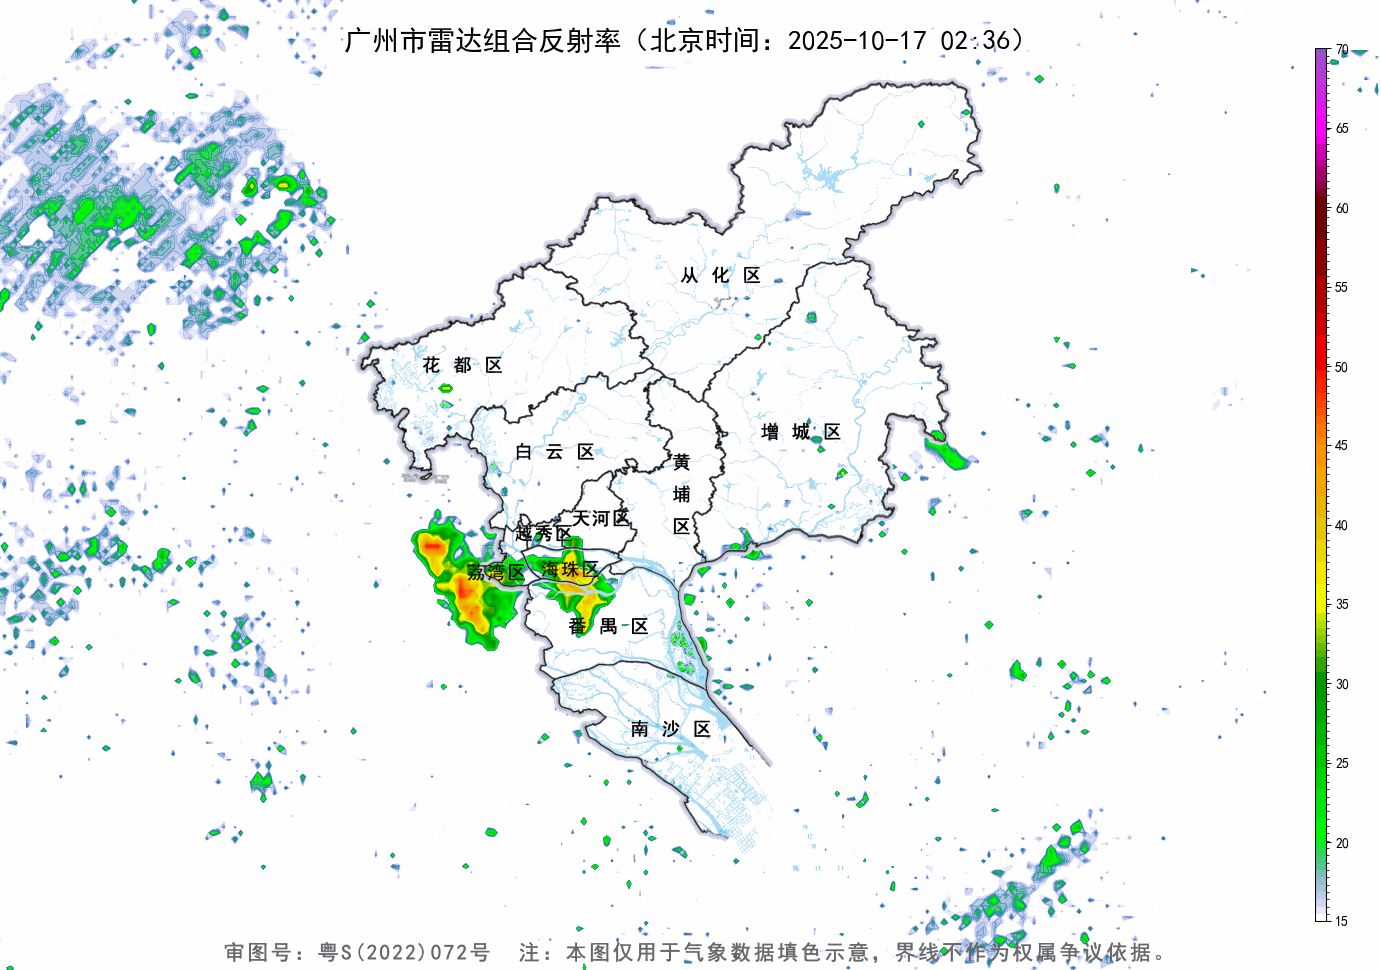 广州市雷达组合反射率（北京时间：2025-10-17 02:36）
70
65
60
55
50
45
40
35
30
25
20
15
从化区
花都区
增城区
白云区
黄埔区
天河区
越秀区
海珠区
荔湾区
番禺区
南沙区
审图号：粤S(2022)072号 注：本图仅用于气象数据填色示意，界线不作为权属争议依据。